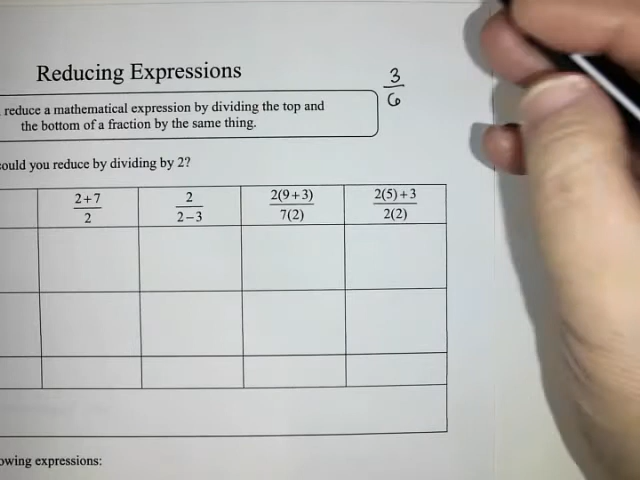 Reducing Expressions
3/6
reduce a mathematical expression by dividing the top and
the bottom of a fraction by the same thing.
could you reduce by dividing by 2?
(2+7)/2 2/(2−3) 2(9+3)/7(2) 2(5)+3/2(2)
owing expressions: